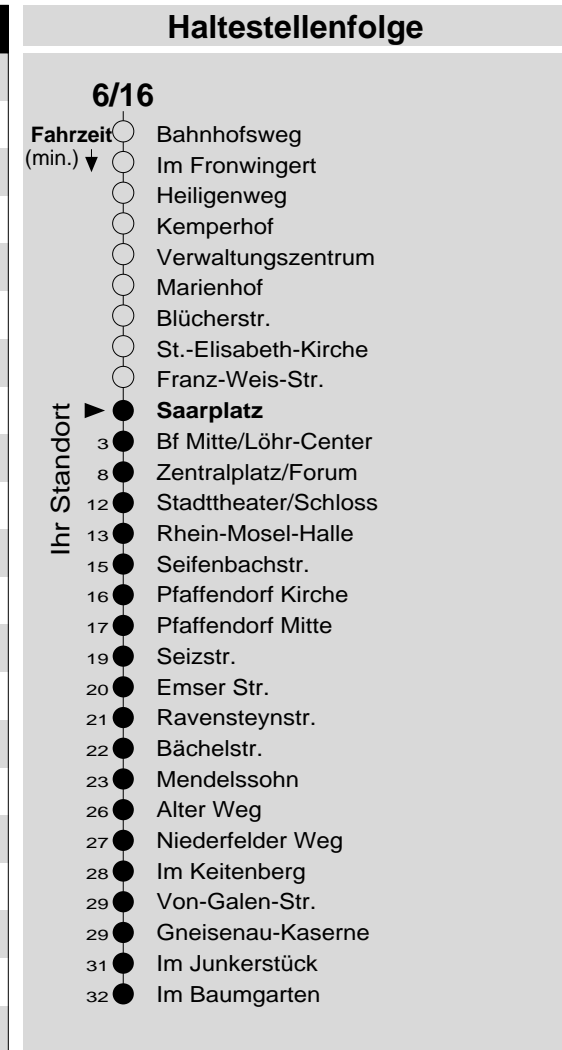 Haltestellenfolge
6/16
Fahrzeit
(min.)
Bahnhofsweg
Im Fronwingert
Heiligenweg
Kemperhof
Verwaltungszentrum
Marienhof
Blücherstr.
St.-Elisabeth-Kirche
Franz-Weis-Str.
Ihr Standort
Saarplatz
3 Bf Mitte/Löhr-Center
8 Zentralplatz/Forum
12 Stadttheater/Schloss
13 Rhein-Mosel-Halle
15 Seifenbachstr.
16 Pfaffendorf Kirche
17 Pfaffendorf Mitte
19 Seizstr.
20 Emser Str.
21 Ravensteynstr.
22 Bächelstr.
23 Mendelssohn
26 Alter Weg
27 Niederfelder Weg
28 Im Keitenberg
29 Von-Galen-Str.
29 Gneisenau-Kaserne
31 Im Junkerstück
32 Im Baumgarten